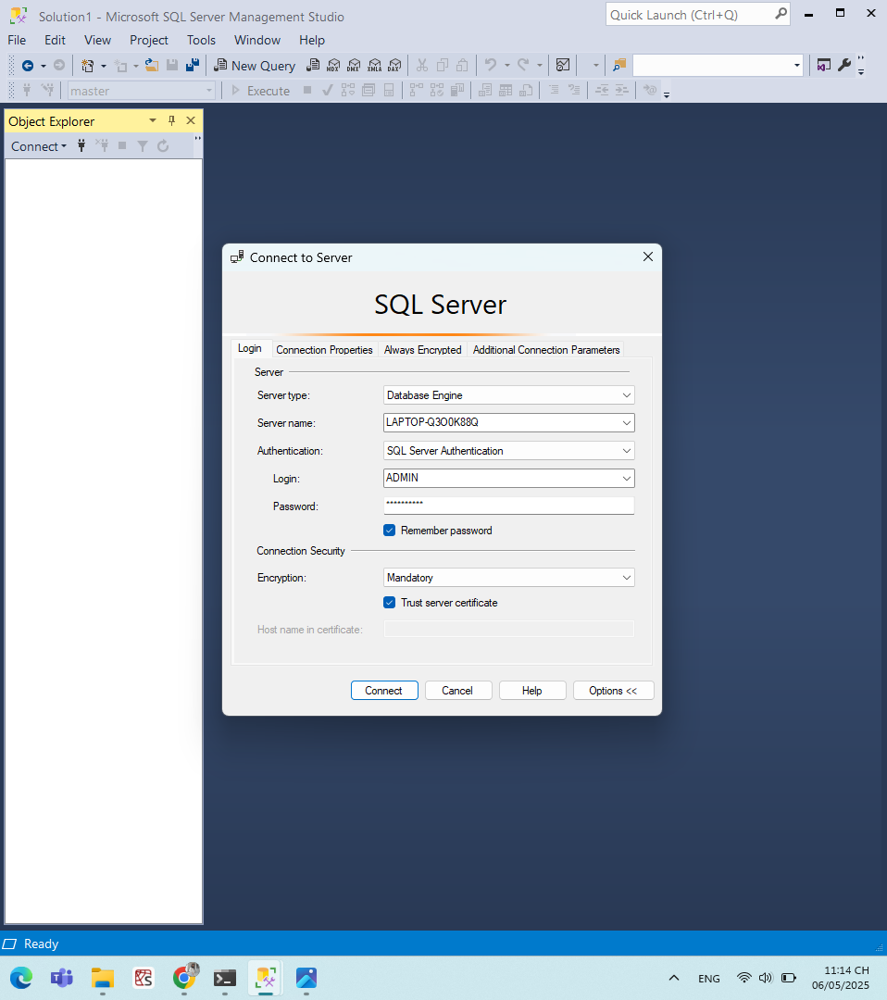 Solution1 - Microsoft SQL Server Management Studio
Quick Launch (Ctrl+Q)
File Edit View Project Tools Window Help
New Query MDX DMX XMLA DAX
master Execute
Object Explorer
Connect
Connect to Server
SQL Server
Login Connection Properties Always Encrypted Additional Connection Parameters
Server
Server type: Database Engine
Server name: LAPTOP-Q3O0K88Q
Authentication: SQL Server Authentication
Login: ADMIN
Password: **********
Remember password
Connection Security
Encryption: Mandatory
Trust server certificate
Host name in certificate:
Connect Cancel Help Options <<
Ready
ENG
11:14 CH
06/05/2025